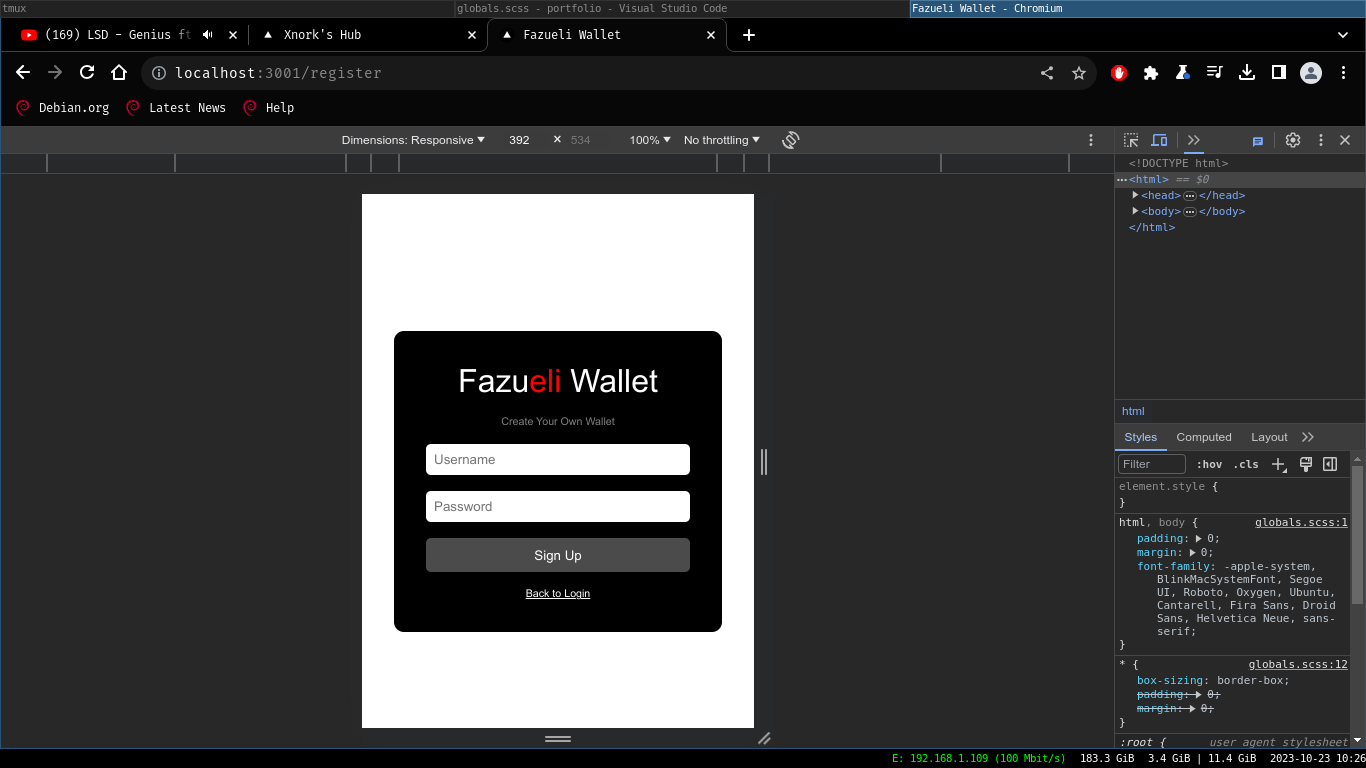 tmux
globals.scss - portfolio - Visual Studio Code
Fazueli Wallet - Chromium
(169) LSD - Genius ft
Xnork's Hub
Fazueli Wallet
localhost:3001/register
Debian.org
Latest News
Help
Dimensions: Responsive
392 × 534
100%
No throttling
<!DOCTYPE html>
<html> == $0
<head> </head>
<body> </body>
</html>
Fazueli Wallet
Create Your Own Wallet
Username
Password
Sign Up
Back to Login
html
Styles
Computed
Layout
Filter
:hov
.cls
element.style {
}
html, body { globals.scss:1
padding: 0;
margin: 0;
font-family: -apple-system,
BlinkMacSystemFont, Segoe
UI, Roboto, Oxygen, Ubuntu,
Cantarell, Fira Sans, Droid
Sans, Helvetica Neue, sans-
serif;
}
* { globals.scss:12
box-sizing: border-box;
padding: 0;
margin: 0;
}
:root { user agent stylesheet
E: 192.168.1.109 (100 Mbit/s) 183.3 GiB 3.4 GiB | 11.4 GiB 2023-10-23 10:26